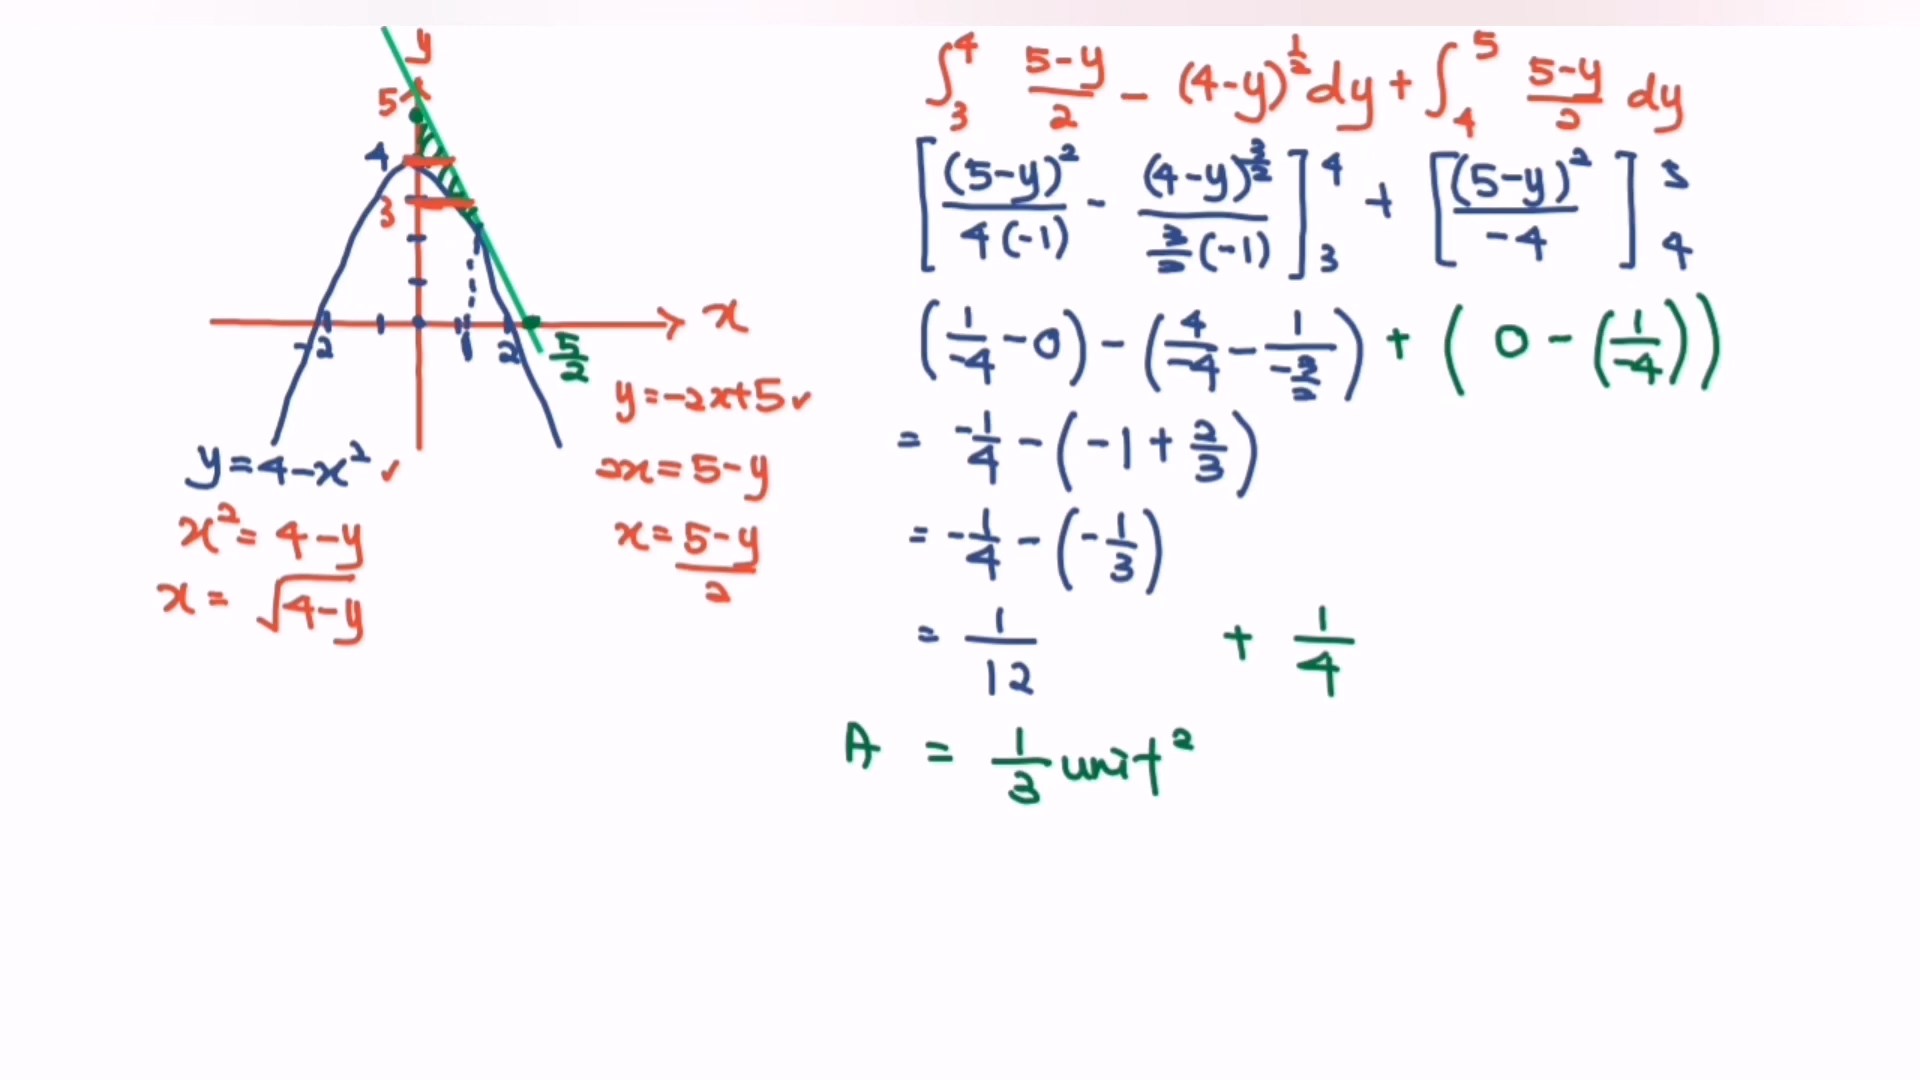 y
5
4
3
-2
1
2
5/2
x
y = -2x+5 ✓
y = 4-x² ✓
2x = 5-y
x² = 4-y
x = (5-y)/2
x = √(4-y)
∫₃⁴ (5-y)/2 - (4-y)^(1/2) dy + ∫₄⁵ (5-y)/2 dy
[(5-y)²/(4(-1)) - (4-y)^(3/2)/((3/2)(-1))]₃⁴ + [(5-y)²/(-4)]₄⁵
(1/(-4) - 0) - (4/(-4) - 1/(-3/2)) + (0 - (1/(-4)))
= -1/4 - (-1 + 2/3)
= -1/4 - (-1/3)
= 1/12 + 1/4
A = 1/3 unit²